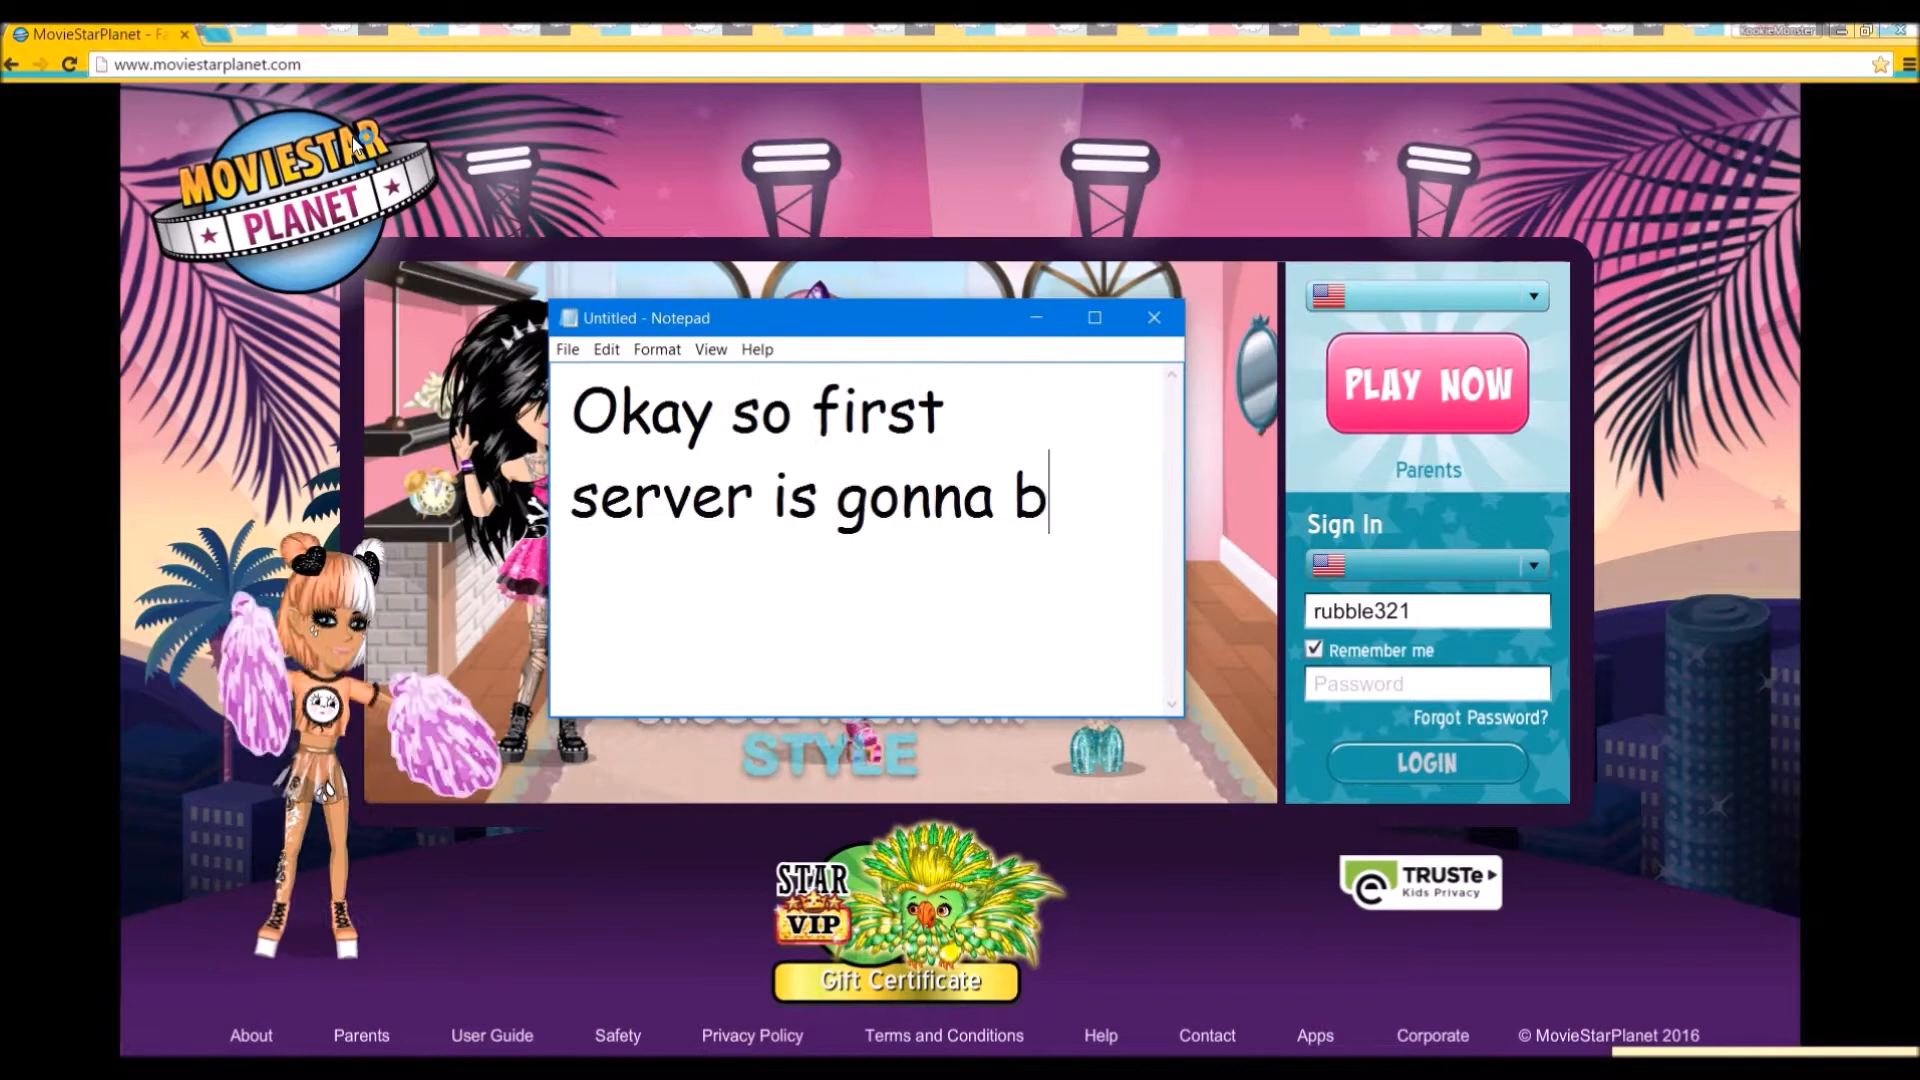 MovieStarPlanet - Fa
KookieMonster
www.moviestarplanet.com
MOVIESTAR
PLANET
Untitled - Notepad
File Edit Format View Help
Okay so first
server is gonna b
STYLE
PLAY NOW
Parents
Sign In
rubble321
Remember me
Password
Forgot Password?
LOGIN
STAR
VIP
Gift Certificate
TRUSTe
Kids Privacy
About Parents User Guide Safety Privacy Policy Terms and Conditions Help Contact Apps Corporate © MovieStarPlanet 2016